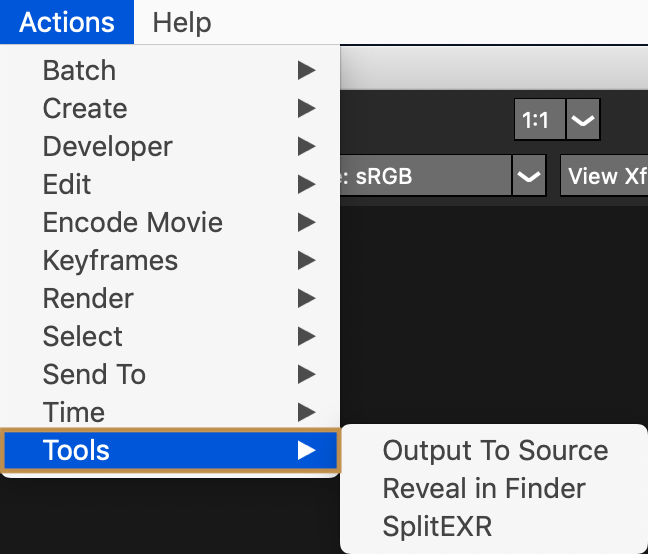 Actions Help
Batch
Create
1:1
Developer
Edit
: sRGB
View Xf
Encode Movie
Keyframes
Render
Select
Send To
Time
Tools
Output To Source
Reveal in Finder
SplitEXR